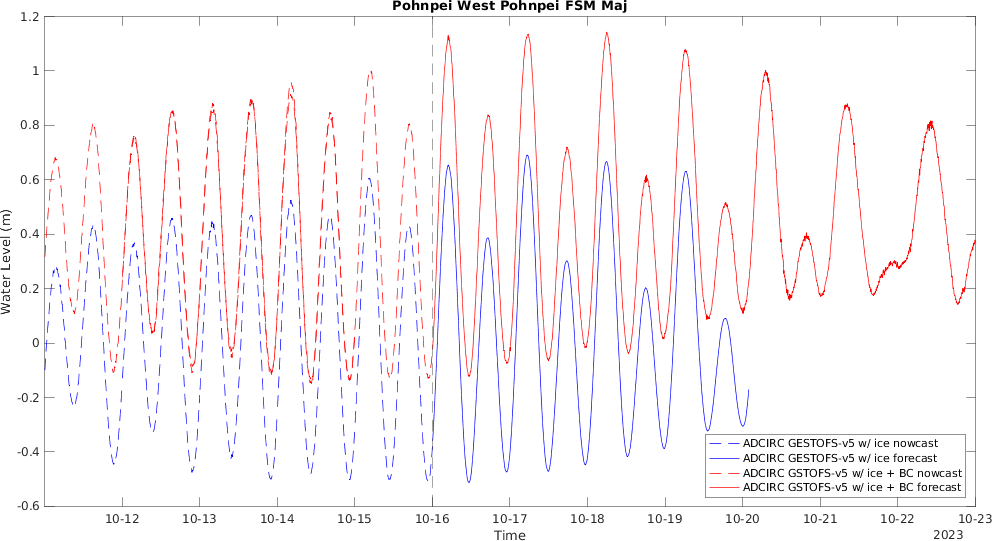 Pohnpei West Pohnpei FSM Maj
1.2
1
0.8
0.6
0.4
0.2
0
-0.2
-0.4
-0.6
Water Level (m)
ADCIRC GESTOFS-v5 w/ ice nowcast
ADCIRC GESTOFS-v5 w/ ice forecast
ADCIRC GSTOFS-v5 w/ ice + BC nowcast
ADCIRC GSTOFS-v5 w/ ice + BC forecast
10-12 10-13 10-14 10-15 10-16 10-17 10-18 10-19 10-20 10-21 10-22 10-23
Time
2023